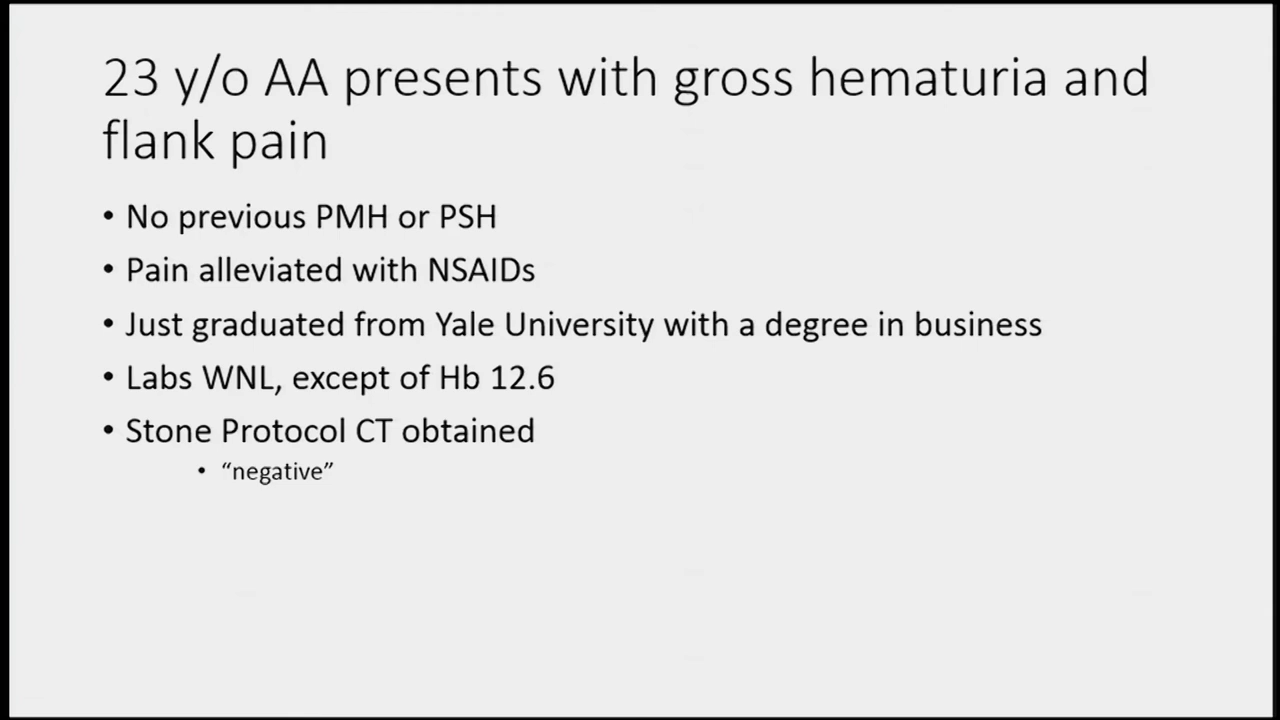 23 y/o AA presents with gross hematuria and
flank pain
• No previous PMH or PSH
• Pain alleviated with NSAIDs
• Just graduated from Yale University with a degree in business
• Labs WNL, except of Hb 12.6
• Stone Protocol CT obtained
• “negative”